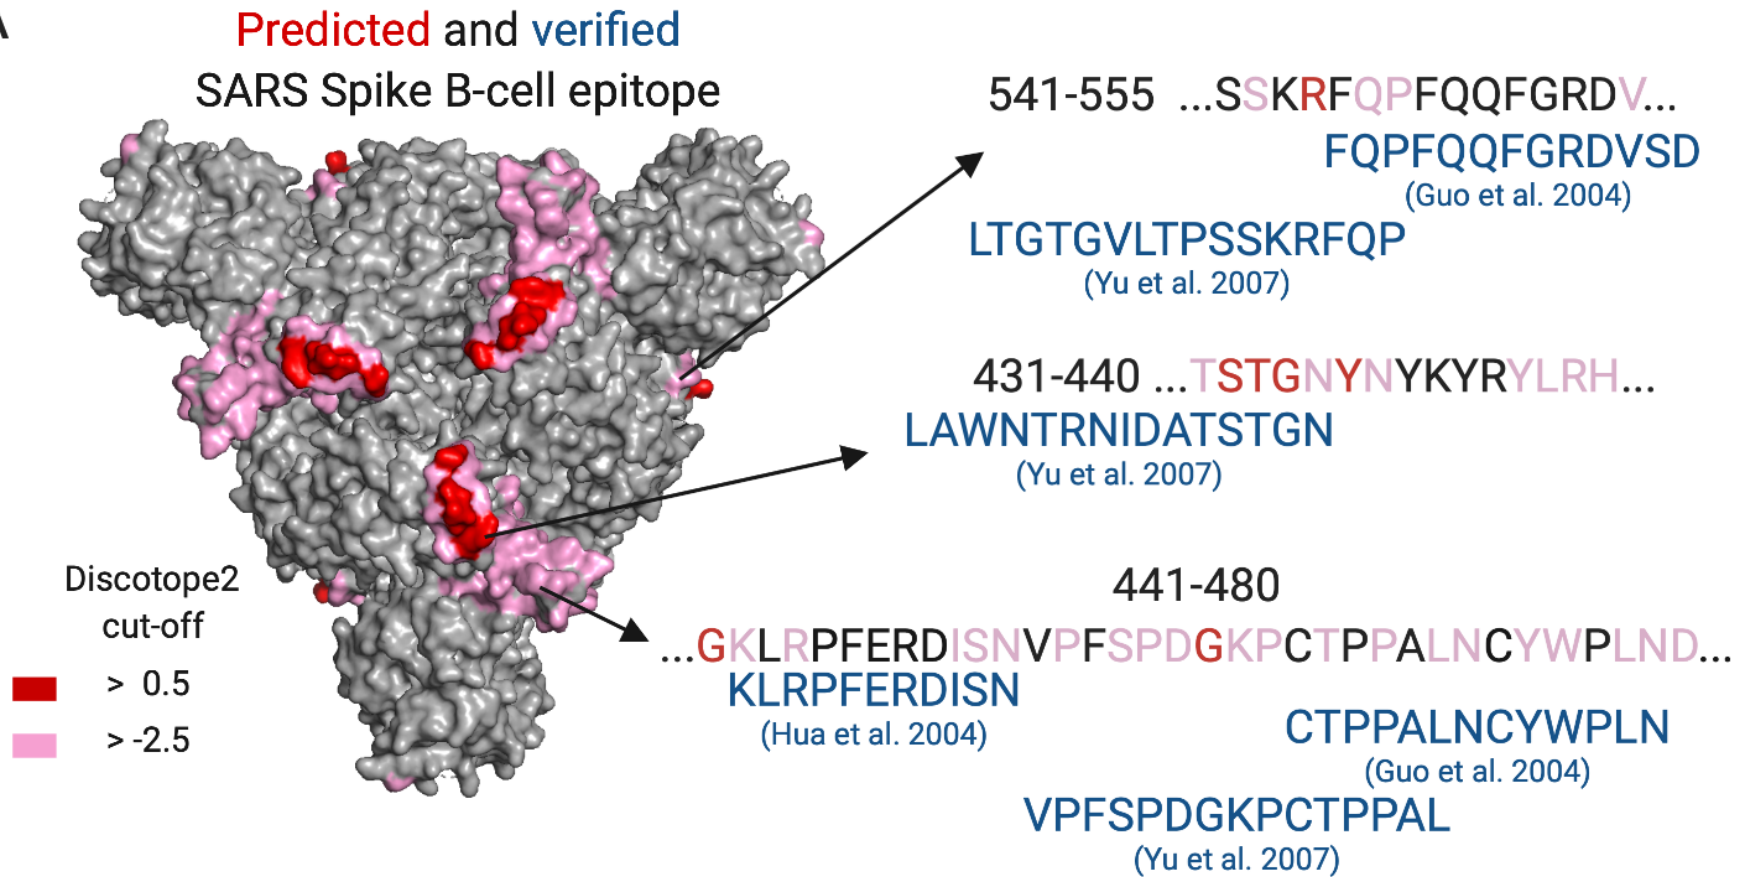 A
Predicted and verified
SARS Spike B-cell epitope
541-555 ...SSKRFQPFQQFGRDV...
FQPFQQFGRDVSD
(Guo et al. 2004)
LTGTGVLTPSSKRFQP
(Yu et al. 2007)
431-440 ...TSTGNYNYKYRYLRH...
LAWNTRNIDATSTGN
(Yu et al. 2007)
441-480
...GKLRPFERDISNVPFSPDGKPCTPPALNCYWPLND...
KLRPFERDISN
(Hua et al. 2004)
CTPPALNCYWPLN
(Guo et al. 2004)
VPFSPDGKPCTPPAL
(Yu et al. 2007)
Discotope2
cut-off
> 0.5
> -2.5